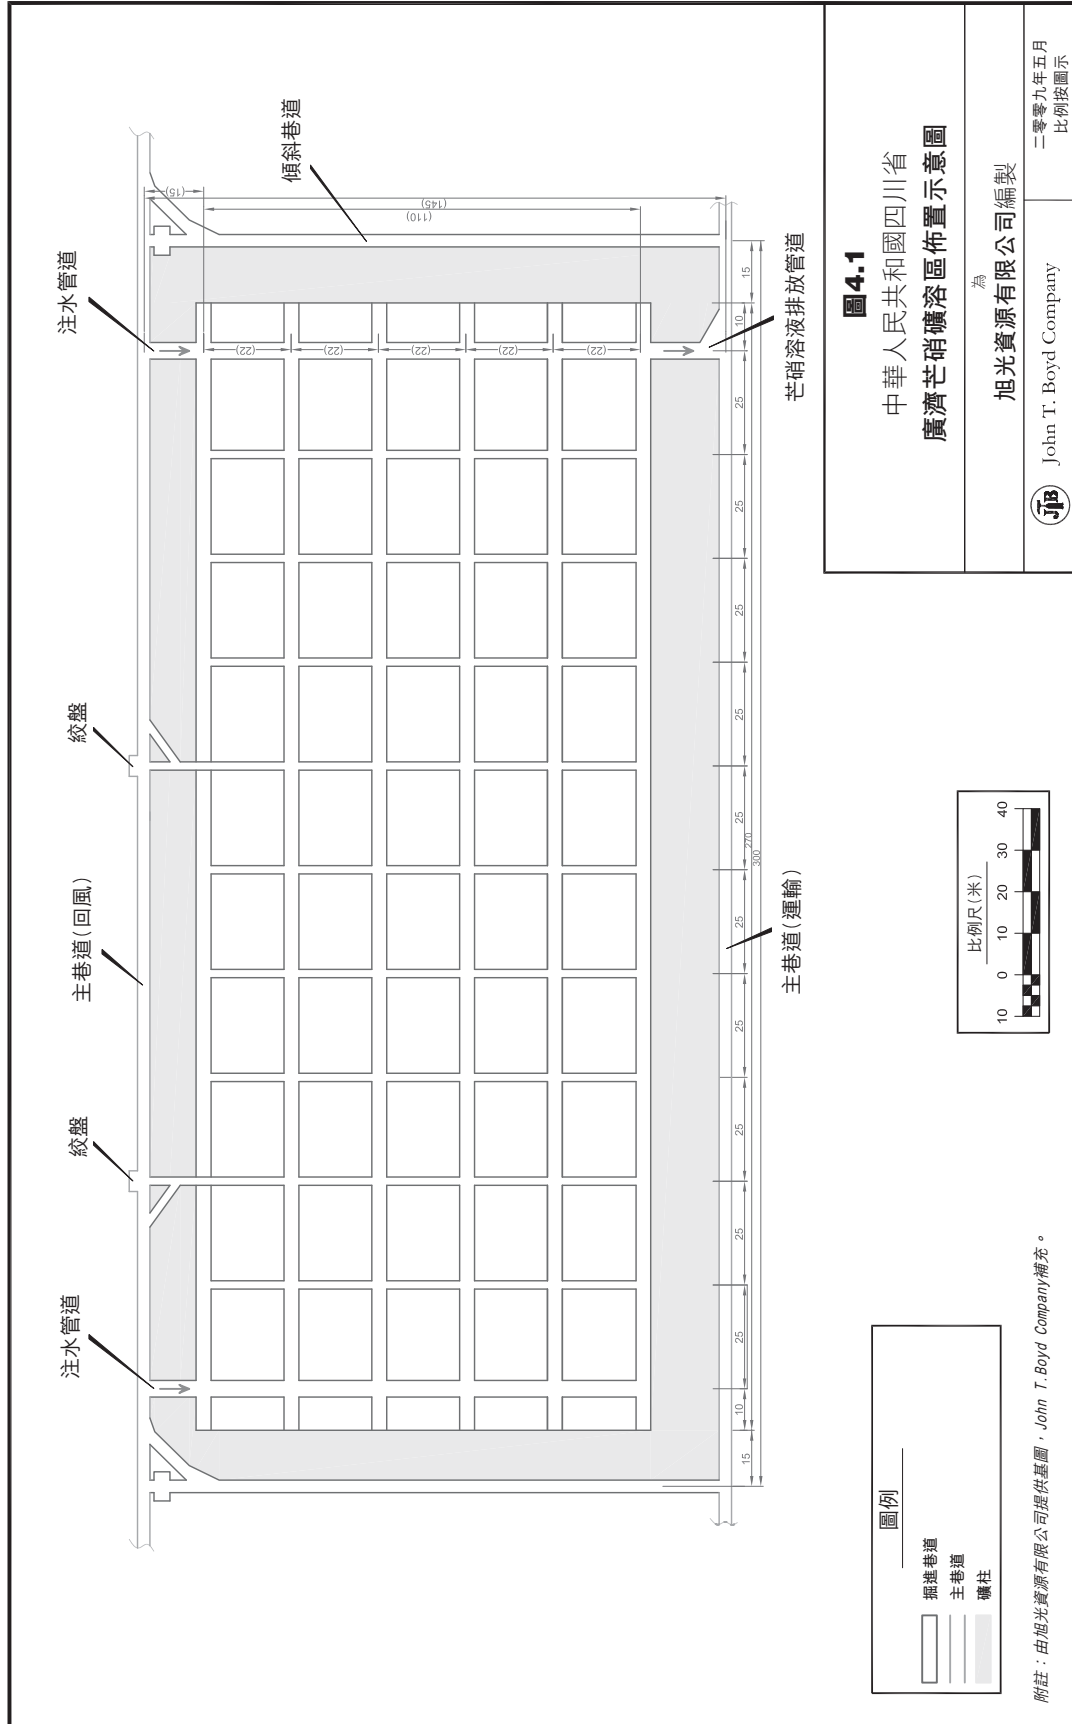 注水管道
絞盤
主巷道(回風)
絞盤
注水管道
傾斜巷道
(15)
(145)
(110)
(22)
(22)
(22)
(22)
(22)
15
10
25
25
25
25
25
25
25
25
25
25
10
15
270
300
主巷道(運輸)
芒硝溶液排放管道
圖例
掘進巷道
主巷道
礦柱
比例尺(米)
10 0 10 20 30 40
附註：由旭光資源有限公司提供基圖，John T.Boyd Company補充。
圖4.1
中華人民共和國四川省
廣濟芒硝礦溶區佈置示意圖
為
旭光資源有限公司編製
JTB John T. Boyd Company
二零零九年五月
比例按圖示